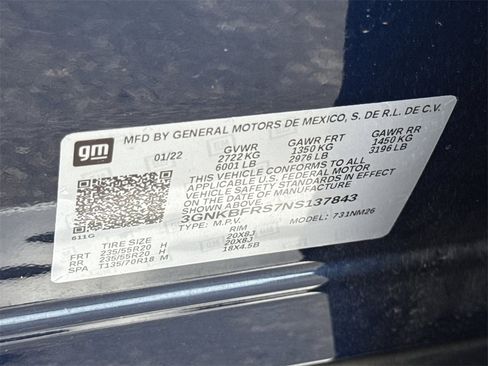 gm
MFD BY GENERAL MOTORS DE MEXICO, S. DE R.L. DE C.V.
01/22 GVWR GAWR FRT GAWR RR
2722 KG 1350 KG 1450 KG
6001 LB 2976 LB 3196 LB
THIS VEHICLE CONFORMS TO ALL
APPLICABLE U.S. FEDERAL MOTOR
VEHICLE SAFETY STANDARDS IN EFFECT
ON THE DATE OF MANUFACTURE SHOWN ABOVE.
3GNKBFRS7NS137843
611G TYPE: M.P.V. MODEL: 731NM26
TIRE SIZE RIM
FRT 235/55R20 H 20X8J
RGN 235/55R20 H 20X8J
SPA T135/70R18 M 18X4.5B